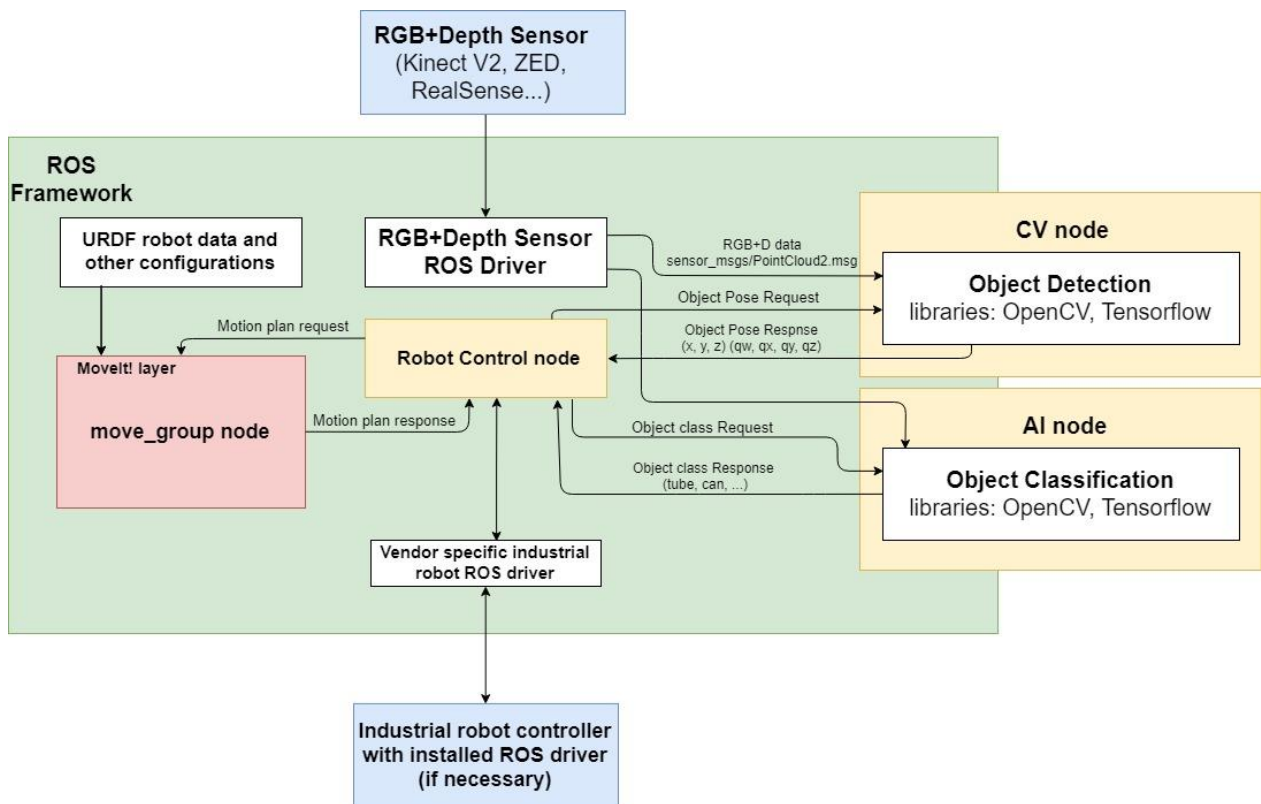 RGB+Depth Sensor
(Kinect V2, ZED,
RealSense...)
ROS
Framework
URDF robot data and
other configurations
RGB+Depth Sensor
ROS Driver
RGB+D data
sensor_msgs/PointCloud2.msg
CV node
Object Detection
libraries: OpenCV, Tensorflow
Object Pose Request
Motion plan request
Object Pose Respnse
(x, y, z) (qw, qx, qy, qz)
Robot Control node
MoveIt! layer
move_group node
Motion plan response
Object class Request
AI node
Object Classification
libraries: OpenCV, Tensorflow
Object class Response
(tube, can, ...)
Vendor specific industrial
robot ROS driver
Industrial robot controller
with installed ROS driver
(if necessary)